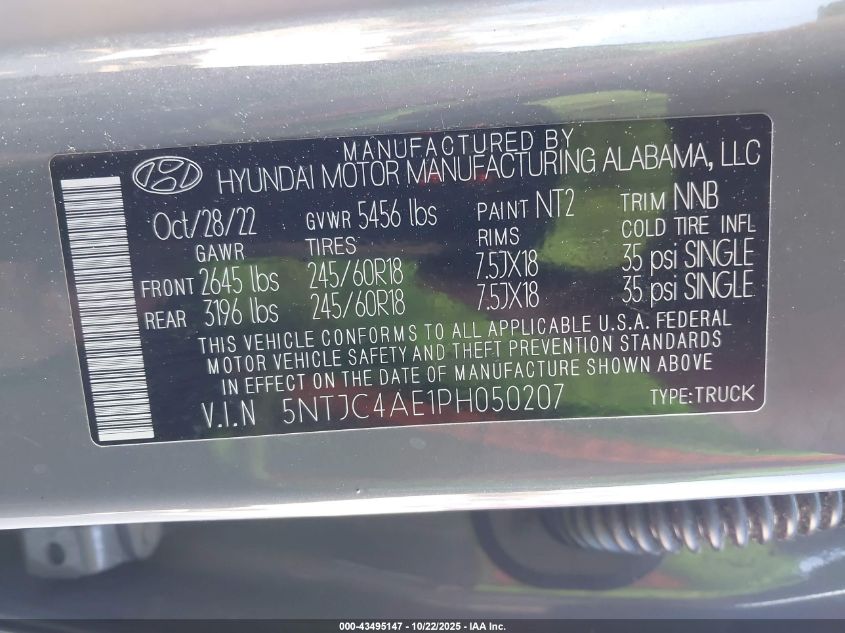 MANUFACTURED BY
HYUNDAI MOTOR MANUFACTURING ALABAMA, LLC
Oct/28/22 GVWR 5456 lbs PAINT NT2 TRIM NNB
GAWR TIRES RIMS COLD TIRE INFL
FRONT 2645 lbs 245/60R18 7.5JX18 35 psi SINGLE
REAR 3196 lbs 245/60R18 7.5JX18 35 psi SINGLE
THIS VEHICLE CONFORMS TO ALL APPLICABLE U.S.A. FEDERAL
MOTOR VEHICLE SAFETY AND THEFT PREVENTION STANDARDS
IN EFFECT ON THE DATE OF MANUFACTURE SHOWN ABOVE
V.I.N 5NTJC4AE1PH050207 TYPE:TRUCK
000-43495147 - 10/22/2025 - IAA Inc.